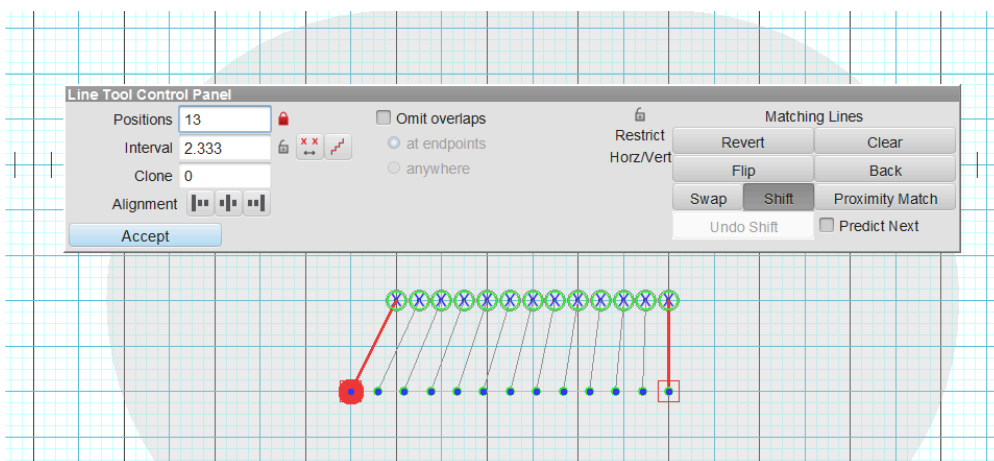 Line Tool Control Panel
Positions 13
Interval 2.333
Clone 0
Alignment
Accept
Omit overlaps
at endpoints
anywhere
Restrict
Horz/Vert
Matching Lines
Revert Clear
Flip Back
Swap Shift Proximity Match
Undo Shift Predict Next